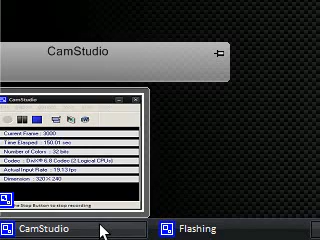 CamStudio
CamStudio
Current Frame : 3000
Time Elapsed : 150.01 sec
Number of Colors : 32 bits
Codec : DivX® 6.8 Codec (2 Logical CPUs)
Actual Input Rate : 19.13 fps
Dimension : 320 X 240
the Stop Button to stop recording
CamStudio
Flashing